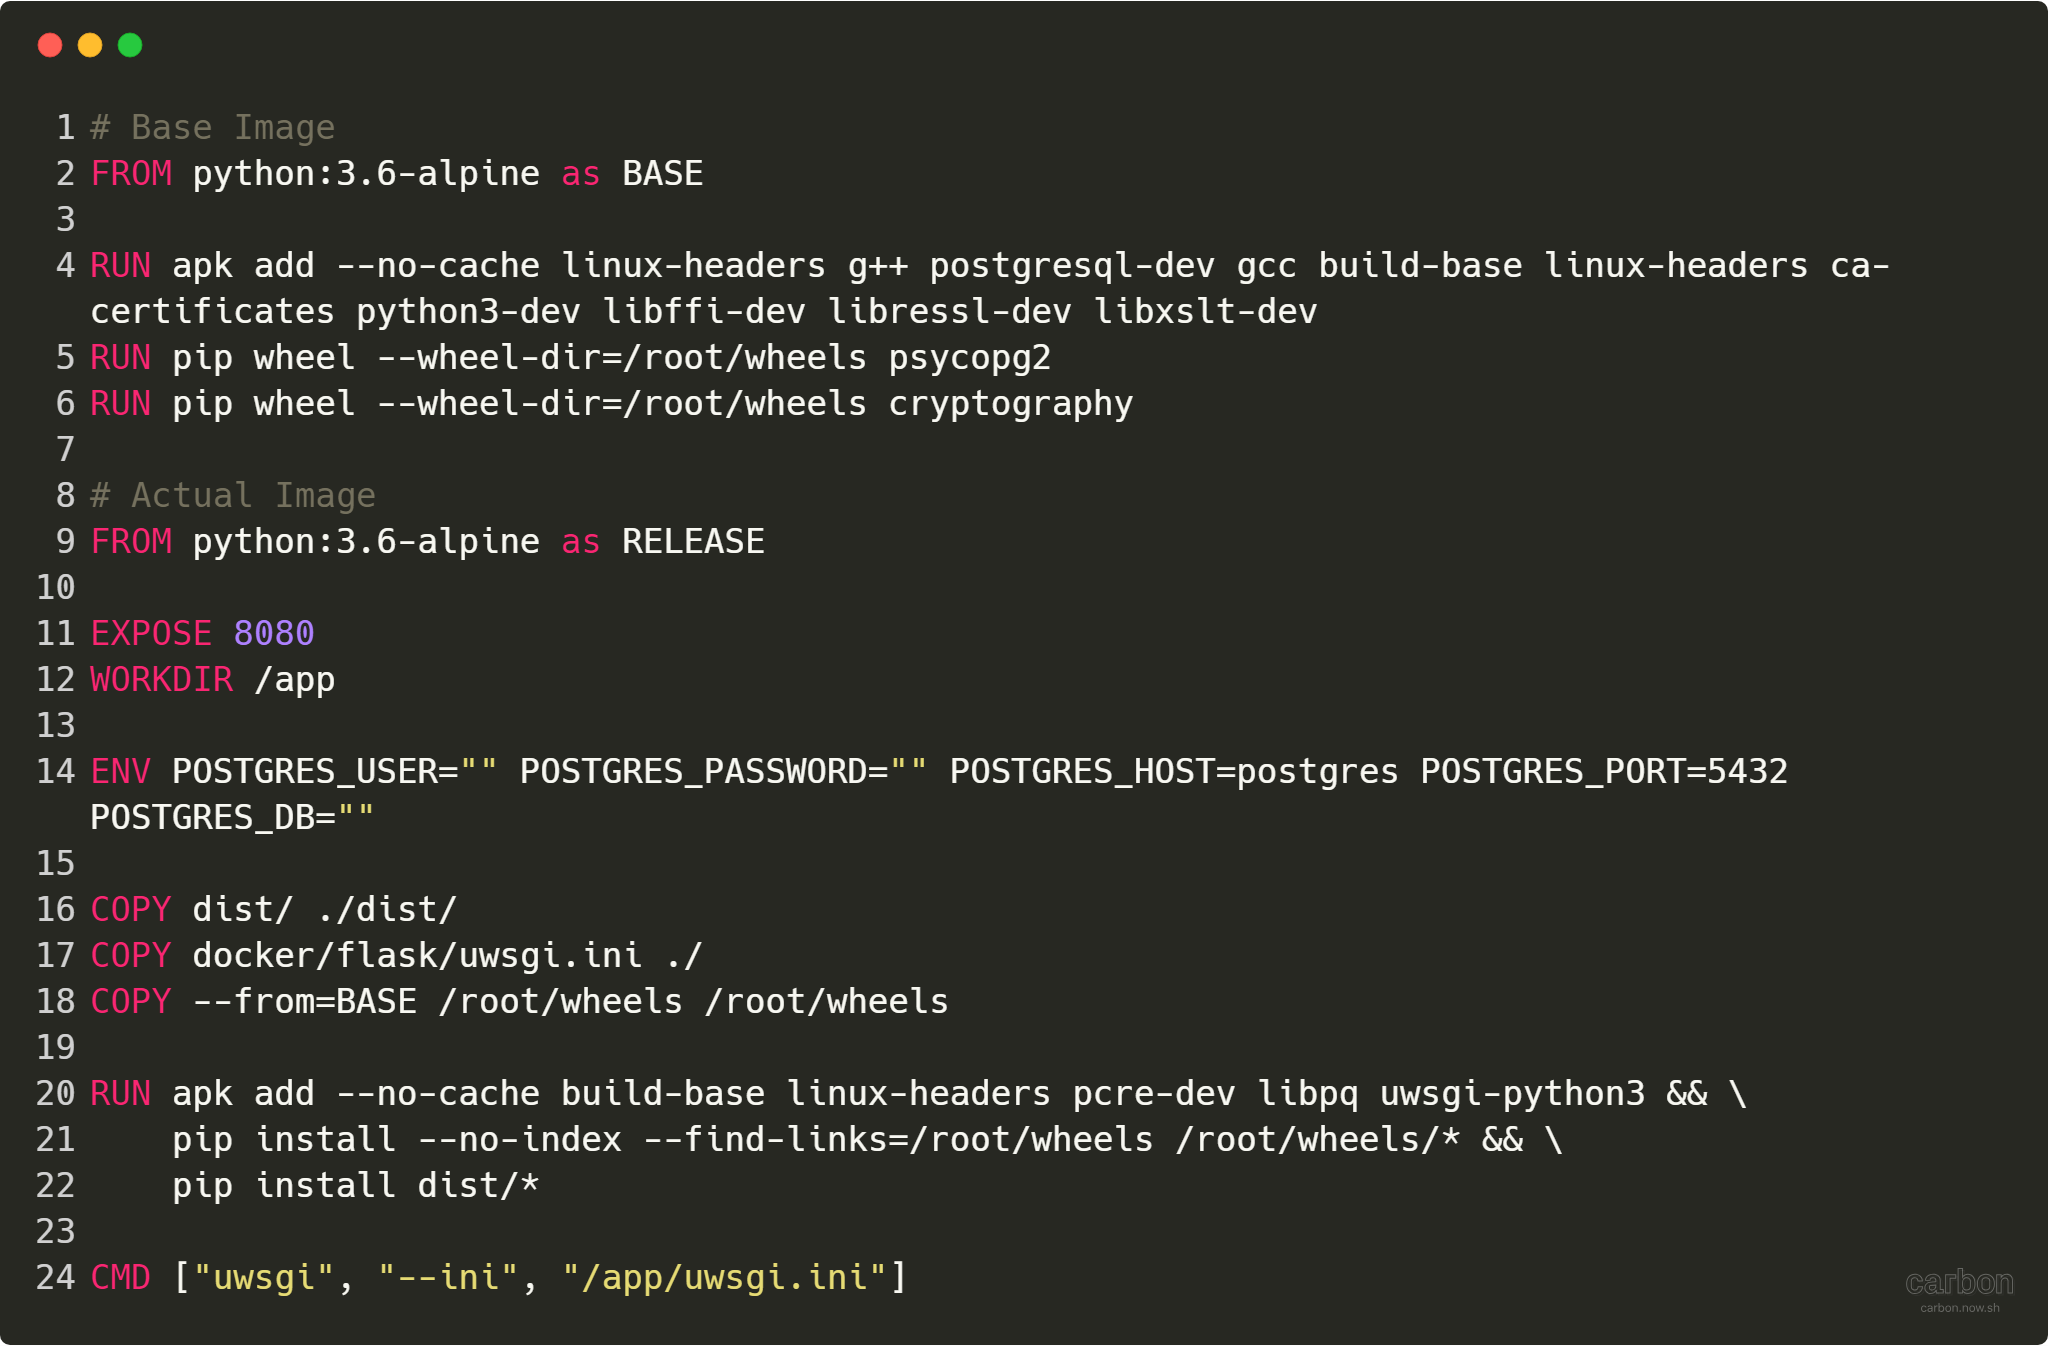 1 # Base Image
2 FROM python:3.6-alpine as BASE
3
4 RUN apk add --no-cache linux-headers g++ postgresql-dev gcc build-base linux-headers ca-
certificates python3-dev libffi-dev libressl-dev libxslt-dev
5 RUN pip wheel --wheel-dir=/root/wheels psycopg2
6 RUN pip wheel --wheel-dir=/root/wheels cryptography
7
8 # Actual Image
9 FROM python:3.6-alpine as RELEASE
10
11 EXPOSE 8080
12 WORKDIR /app
13
14 ENV POSTGRES_USER="" POSTGRES_PASSWORD="" POSTGRES_HOST=postgres POSTGRES_PORT=5432
POSTGRES_DB=""
15
16 COPY dist/ ./dist/
17 COPY docker/flask/uwsgi.ini ./
18 COPY --from=BASE /root/wheels /root/wheels
19
20 RUN apk add --no-cache build-base linux-headers pcre-dev libpq uwsgi-python3 && \
21     pip install --no-index --find-links=/root/wheels /root/wheels/* && \
22     pip install dist/*
23
24 CMD ["uwsgi", "--ini", "/app/uwsgi.ini"]
carbon
carbon.now.sh